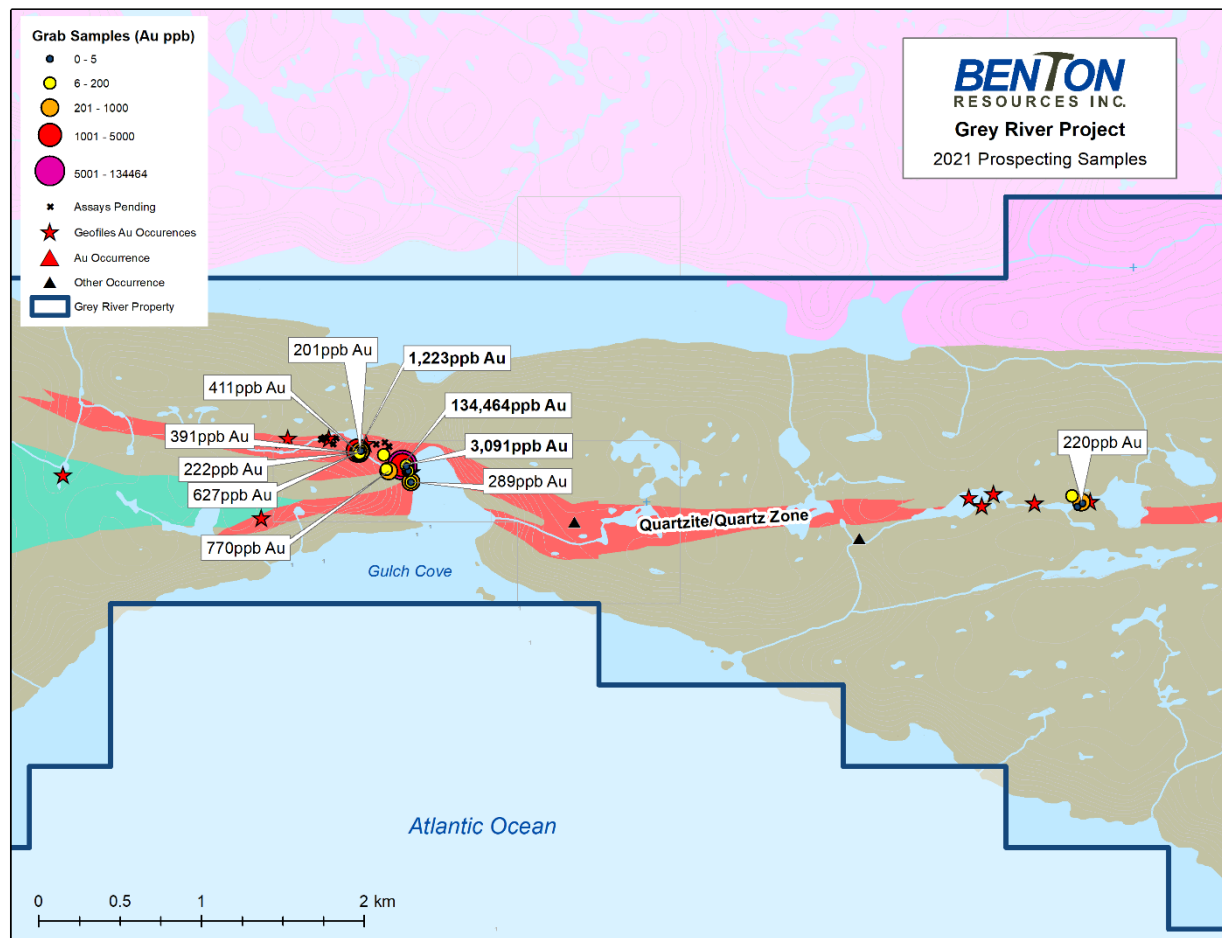 Grab Samples (Au ppb)
0 - 5
6 - 200
201 - 1000
1001 - 5000
5001 - 134464
Assays Pending
Geofiles Au Occurences
Au Occurrence
Other Occurrence
Grey River Property
BENTON
RESOURCES INC.
Grey River Project
2021 Prospecting Samples
201ppb Au
1,223ppb Au
411ppb Au
134,464ppb Au
391ppb Au
3,091ppb Au
220ppb Au
222ppb Au
627ppb Au
289ppb Au
770ppb Au
Quartzite/Quartz Zone
Gulch Cove
Atlantic Ocean
0 0.5 1 2 km